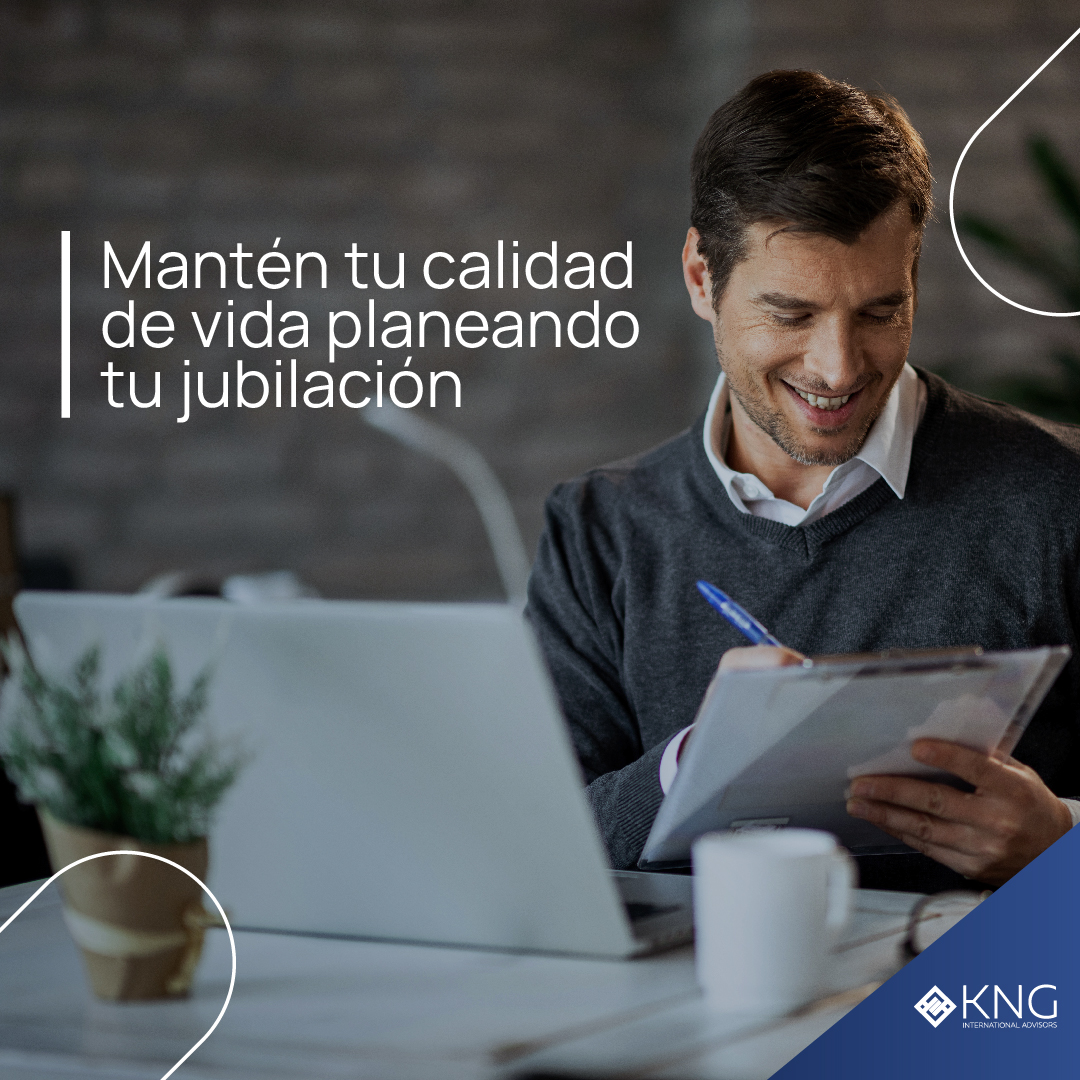 Mantén tu calidad
de vida planeando
tu jubilación
KNG
INTERNATIONAL ADVISORS